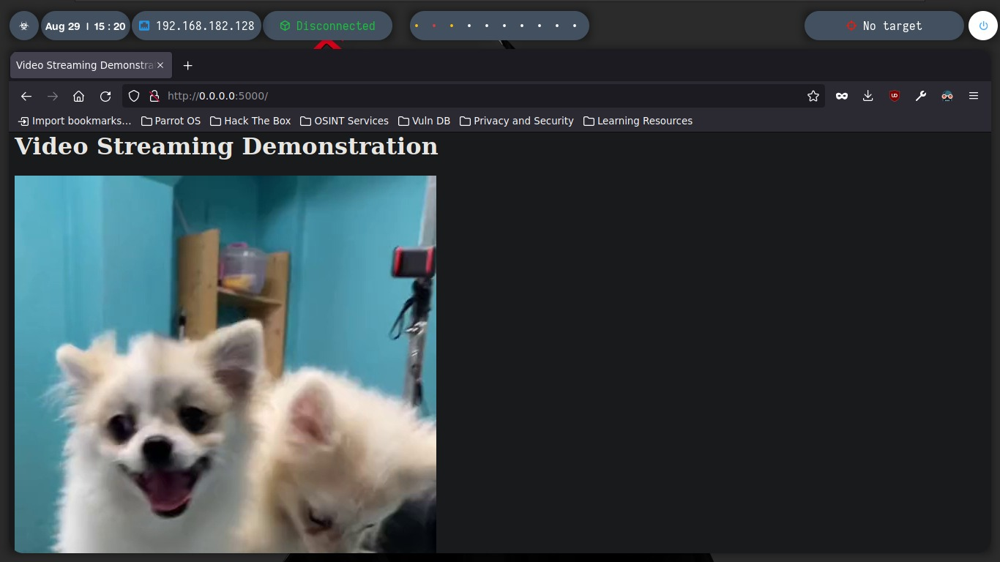 Aug 29 | 15 : 20
192.168.182.128
Disconnected
No target
Video Streaming Demonstra
http://0.0.0.0:5000/
Import bookmarks...
Parrot OS
Hack The Box
OSINT Services
Vuln DB
Privacy and Security
Learning Resources
Video Streaming Demonstration